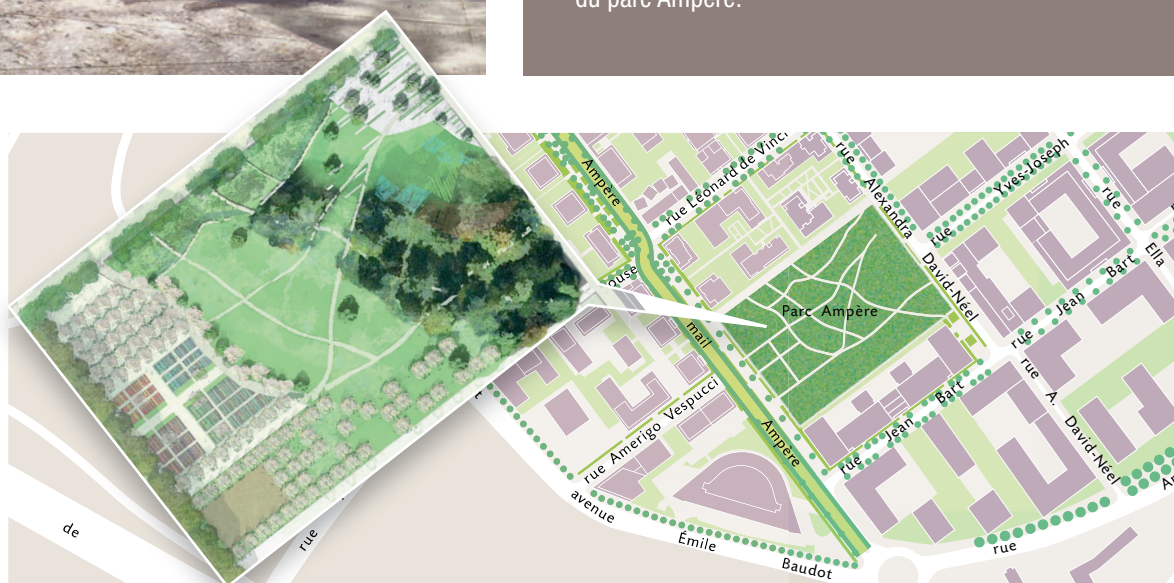 du parc Ampère.
Ampère
rue Léonard de Vinci
rue Alexandra David-Néel
rue Yves-Joseph
rue Ella
rue Jean Bart
ouse
Parc Ampère
mail Ampère
rue Jean Bart
rue A. David-Néel
rue Amerigo Vespucci
avenue Émile Baudot
rue
de
rue